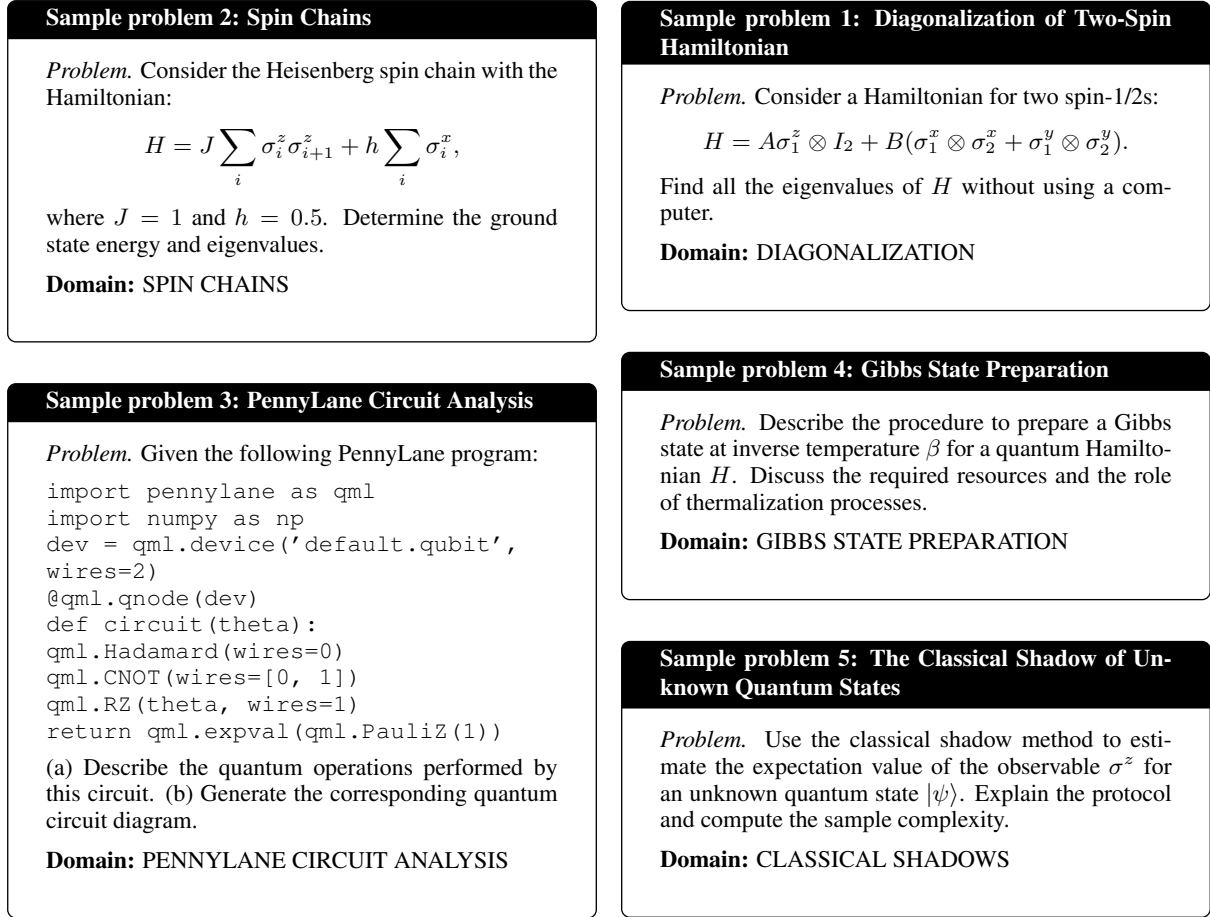 Sample problem 2: Spin Chains
Problem. Consider the Heisenberg spin chain with the
Hamiltonian:
H = J ∑_i σ_i^z σ_{i+1}^z + h ∑_i σ_i^x,
where J = 1 and h = 0.5. Determine the ground
state energy and eigenvalues.
Domain: SPIN CHAINS
Sample problem 3: PennyLane Circuit Analysis
Problem. Given the following PennyLane program:
import pennylane as qml
import numpy as np
dev = qml.device('default.qubit',
wires=2)
@qml.qnode(dev)
def circuit(theta):
qml.Hadamard(wires=0)
qml.CNOT(wires=[0, 1])
qml.RZ(theta, wires=1)
return qml.expval(qml.PauliZ(1))
(a) Describe the quantum operations performed by
this circuit. (b) Generate the corresponding quantum
circuit diagram.
Domain: PENNYLANE CIRCUIT ANALYSIS
Sample problem 1: Diagonalization of Two-Spin
Hamiltonian
Problem. Consider a Hamiltonian for two spin-1/2s:
H = Aσ_1^z ⊗ I_2 + B(σ_1^x ⊗ σ_2^x + σ_1^y ⊗ σ_2^y).
Find all the eigenvalues of H without using a com-
puter.
Domain: DIAGONALIZATION
Sample problem 4: Gibbs State Preparation
Problem. Describe the procedure to prepare a Gibbs
state at inverse temperature β for a quantum Hamilto-
nian H. Discuss the required resources and the role
of thermalization processes.
Domain: GIBBS STATE PREPARATION
Sample problem 5: The Classical Shadow of Un-
known Quantum States
Problem. Use the classical shadow method to esti-
mate the expectation value of the observable σ^z for
an unknown quantum state |ψ⟩. Explain the protocol
and compute the sample complexity.
Domain: CLASSICAL SHADOWS